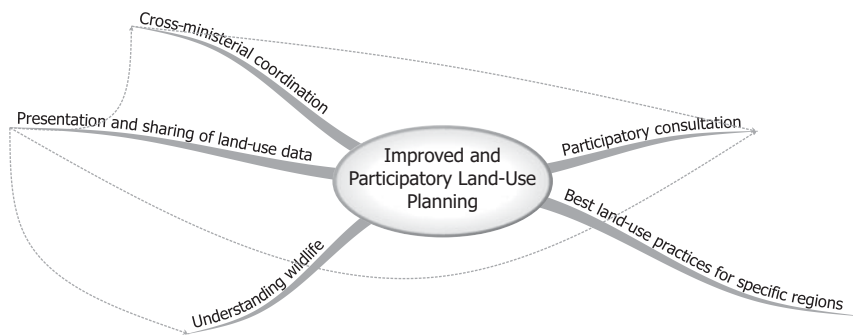 Cross-ministerial coordination
Presentation and sharing of land-use data
Improved and
Participatory Land-Use
Planning
Participatory consultation
Best land-use practices for specific regions
Understanding wildlife